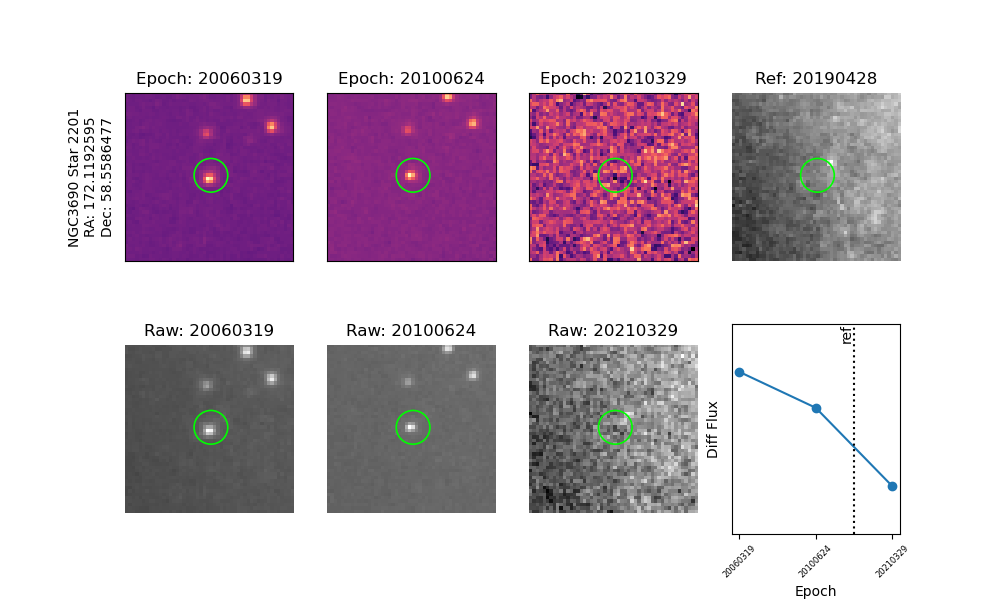 NGC3690 Star 2201
RA: 172.1192595
Dec: 58.5586477
Epoch: 20060319
Epoch: 20100624
Epoch: 20210329
Ref: 20190428
Raw: 20060319
Raw: 20100624
Raw: 20210329
ref
Diff Flux
20060319
20100624
20210329
Epoch